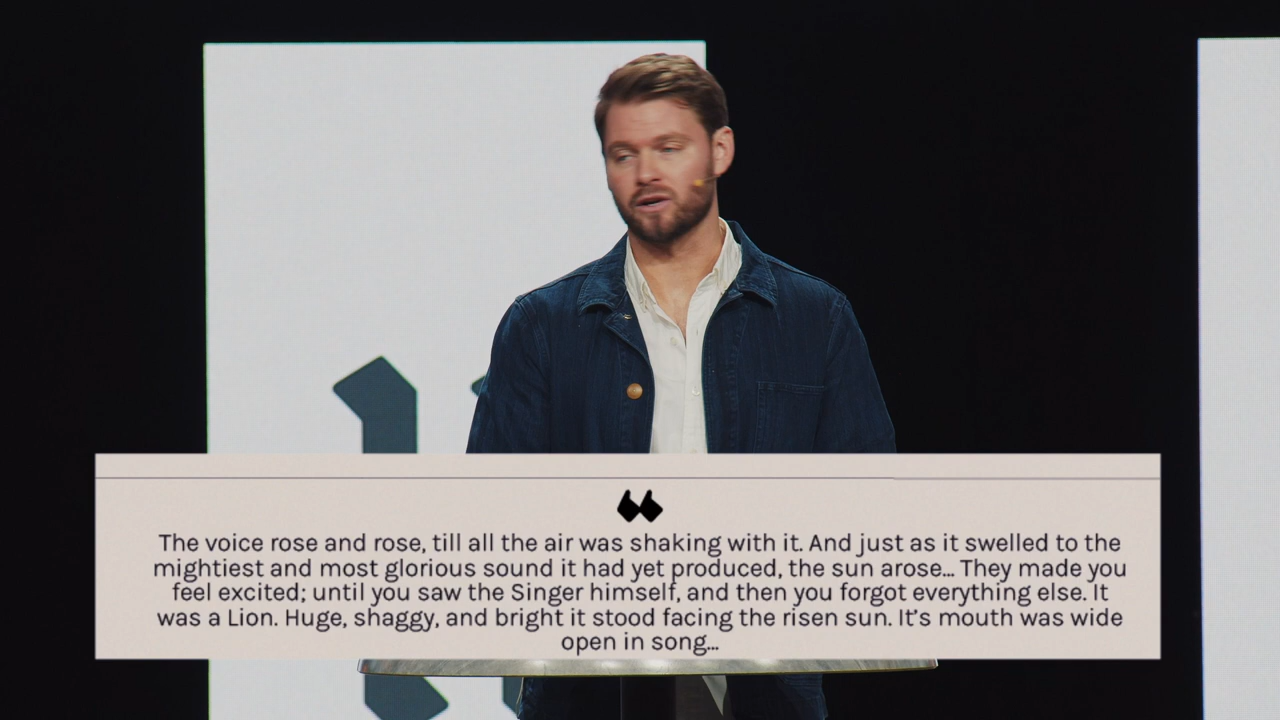 The voice rose and rose, till all the air was shaking with it. And just as it swelled to the
mightiest and most glorious sound it had yet produced, the sun arose... They made you
feel excited; until you saw the Singer himself, and then you forgot everything else. It
was a Lion. Huge, shaggy, and bright it stood facing the risen sun. It’s mouth was wide
open in song...